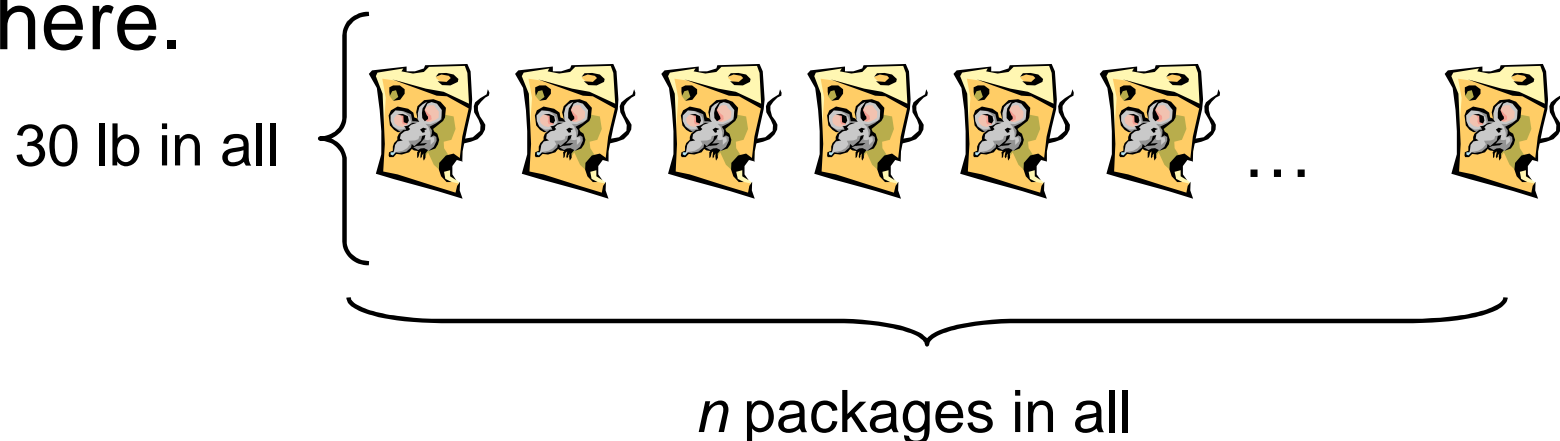 here.
30 lb in all
…
n packages in all